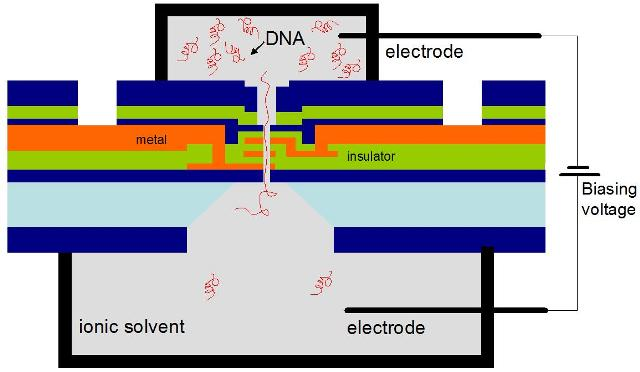 DNA
electrode
metal
insulator
Biasing
voltage
ionic solvent
electrode